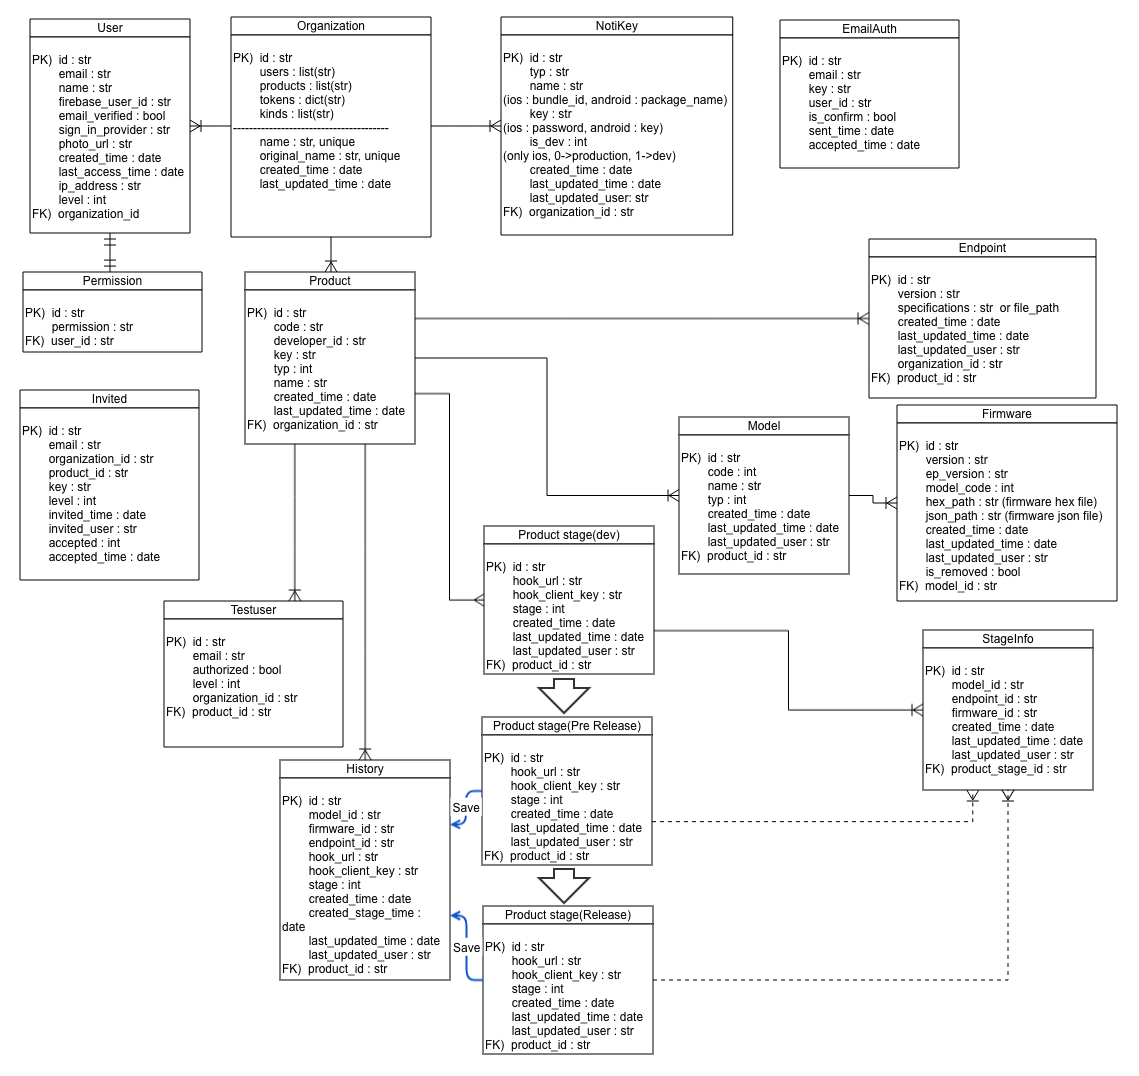 User
PK) id : str
email : str
name : str
firebase_user_id : str
email_verified : bool
sign_in_provider : str
photo_url : str
created_time : date
last_access_time : date
ip_address : str
level : int
FK) organization_id
Organization
PK) id : str
users : list(str)
products : list(str)
tokens : dict(str)
kinds : list(str)
---------------------------------------
name : str, unique
original_name : str, unique
created_time : date
last_updated_time : date
NotiKey
PK) id : str
typ : str
name : str
(ios : bundle_id, android : package_name)
key : str
(ios : password, android : key)
is_dev : int
(only ios, 0->production, 1->dev)
created_time : date
last_updated_time : date
last_updated_user: str
FK) organization_id : str
EmailAuth
PK) id : str
email : str
key : str
user_id : str
is_confirm : bool
sent_time : date
accepted_time : date
Permission
PK) id : str
permission : str
FK) user_id : str
Product
PK) id : str
code : str
developer_id : str
key : str
typ : int
name : str
created_time : date
last_updated_time : date
FK) organization_id : str
Endpoint
PK) id : str
version : str
specifications : str or file_path
created_time : date
last_updated_time : date
last_updated_user : str
organization_id : str
FK) product_id : str
Invited
PK) id : str
email : str
organization_id : str
product_id : str
key : str
level : int
invited_time : date
invited_user : str
accepted : int
accepted_time : date
Model
PK) id : str
code : int
name : str
typ : int
created_time : date
last_updated_time : date
last_updated_user : str
FK) product_id : str
Firmware
PK) id : str
version : str
ep_version : str
model_code : int
hex_path : str (firmware hex file)
json_path : str (firmware json file)
created_time : date
last_updated_time : date
last_updated_user : str
is_removed : bool
FK) model_id : str
Product stage(dev)
PK) id : str
hook_url : str
hook_client_key : str
stage : int
created_time : date
last_updated_time : date
last_updated_user : str
FK) product_id : str
Testuser
PK) id : str
email : str
authorized : bool
level : int
organization_id : str
FK) product_id : str
StageInfo
PK) id : str
model_id : str
endpoint_id : str
firmware_id : str
created_time : date
last_updated_time : date
last_updated_user : str
FK) product_stage_id : str
Product stage(Pre Release)
PK) id : str
hook_url : str
hook_client_key : str
stage : int
created_time : date
last_updated_time : date
last_updated_user : str
FK) product_id : str
Save
History
PK) id : str
model_id : str
firmware_id : str
endpoint_id : str
hook_url : str
hook_client_key : str
stage : int
created_time : date
created_stage_time :
date
last_updated_time : date
last_updated_user : str
FK) product_id : str
Save
Product stage(Release)
PK) id : str
hook_url : str
hook_client_key : str
stage : int
created_time : date
last_updated_time : date
last_updated_user : str
FK) product_id : str